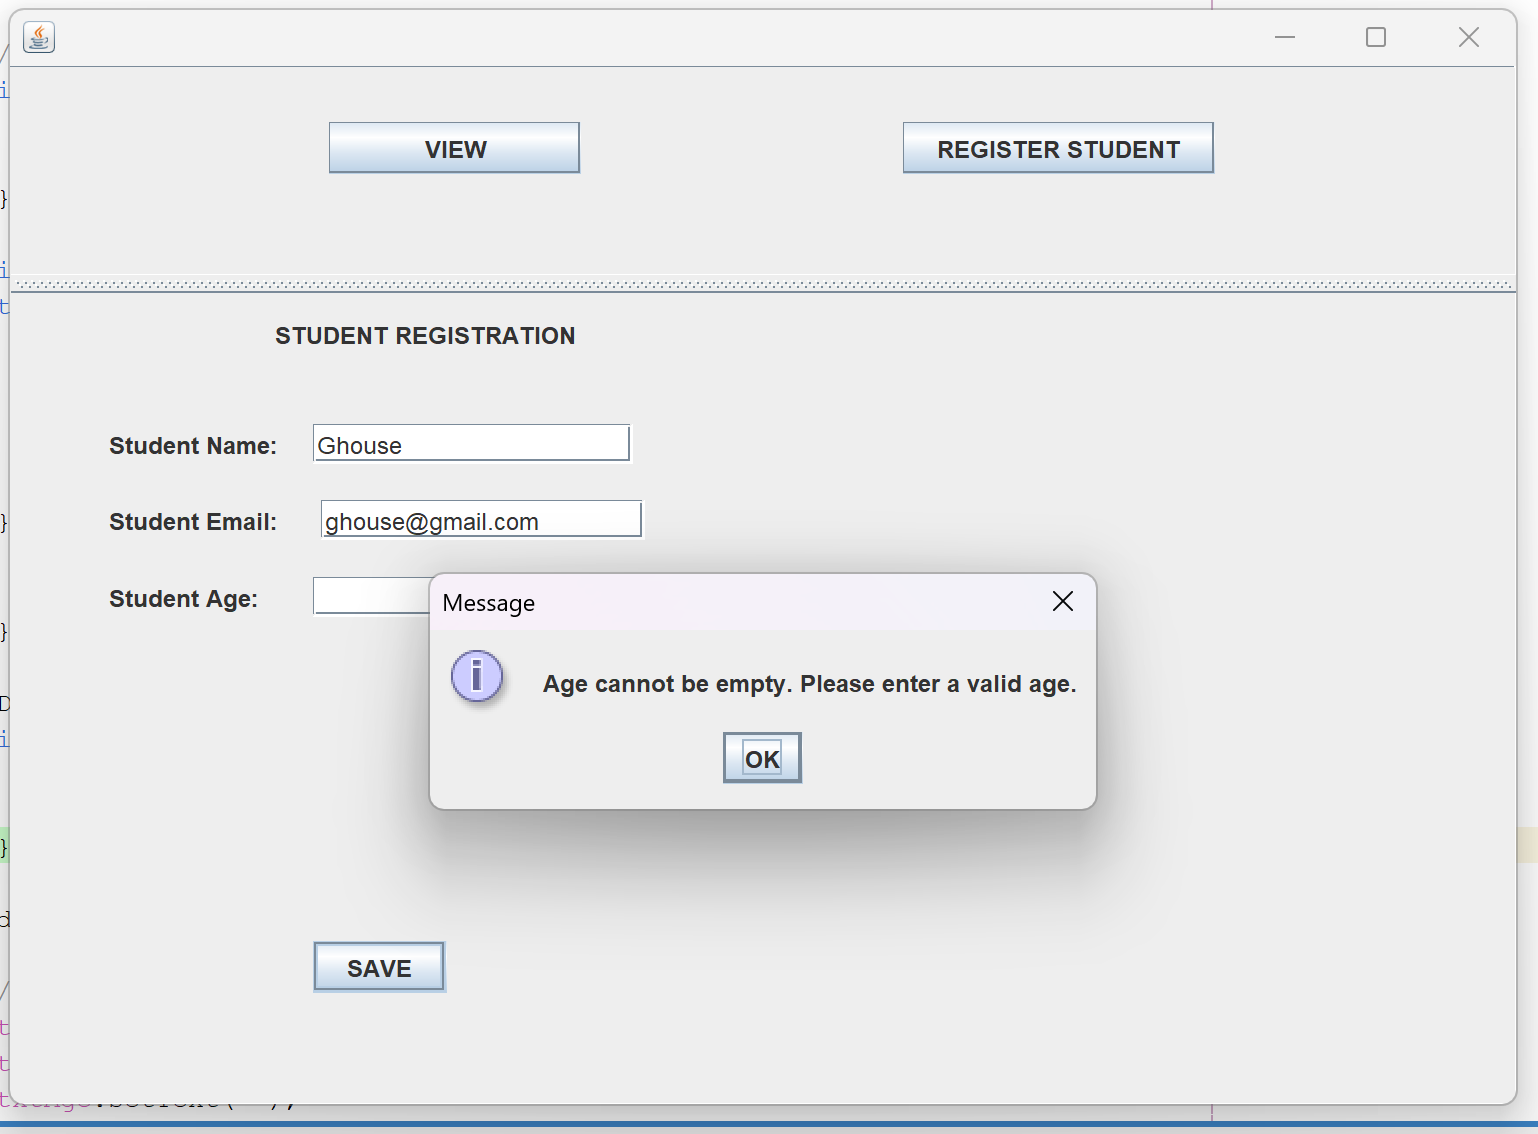 VIEW
REGISTER STUDENT
STUDENT REGISTRATION
Student Name: Ghouse
Student Email: ghouse@gmail.com
Student Age:
Message
Age cannot be empty. Please enter a valid age.
OK
SAVE